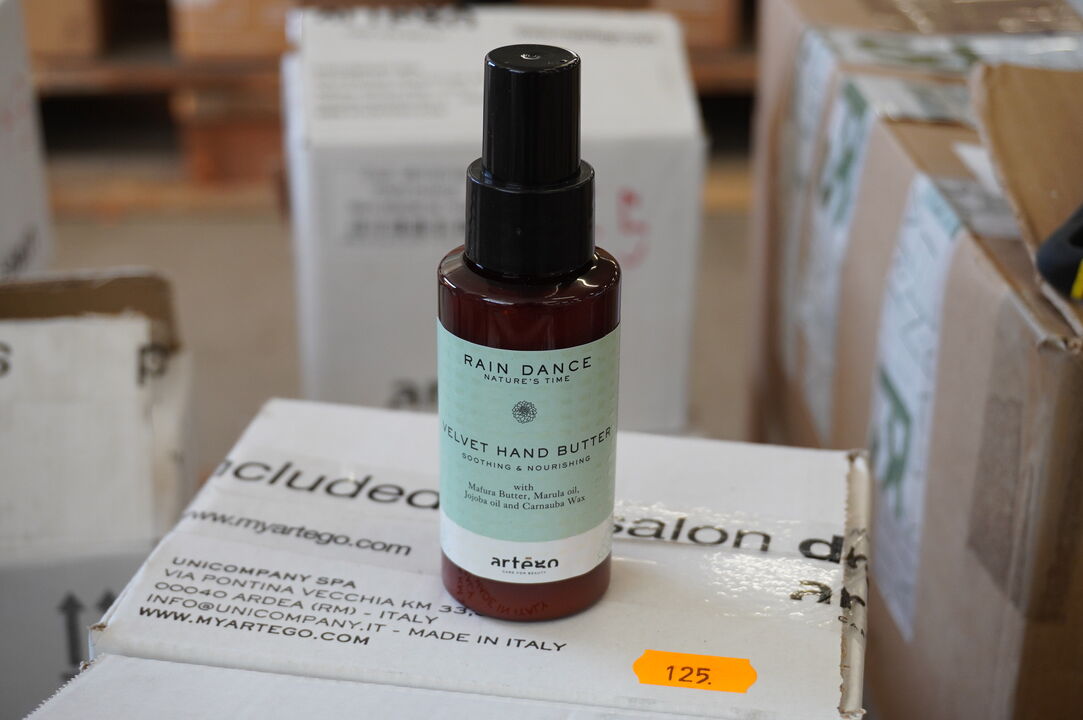 RAIN DANCE
NATURE'S TIME
VELVET HAND BUTTER
SOOTHING & NOURISHING
with
Mafura Butter, Marula oil,
Jojoba oil and Carnauba Wax
artègo
CARE FOR BEAUTY
included
salon
www.myartego.com
UNICOMPANY SPA
VIA PONTINA VECCHIA KM 33,
00040 ARDEA (RM) - ITALY
INFO@UNICOMPANY.IT - MADE IN ITALY
WWW.MYARTEGO.COM
125.